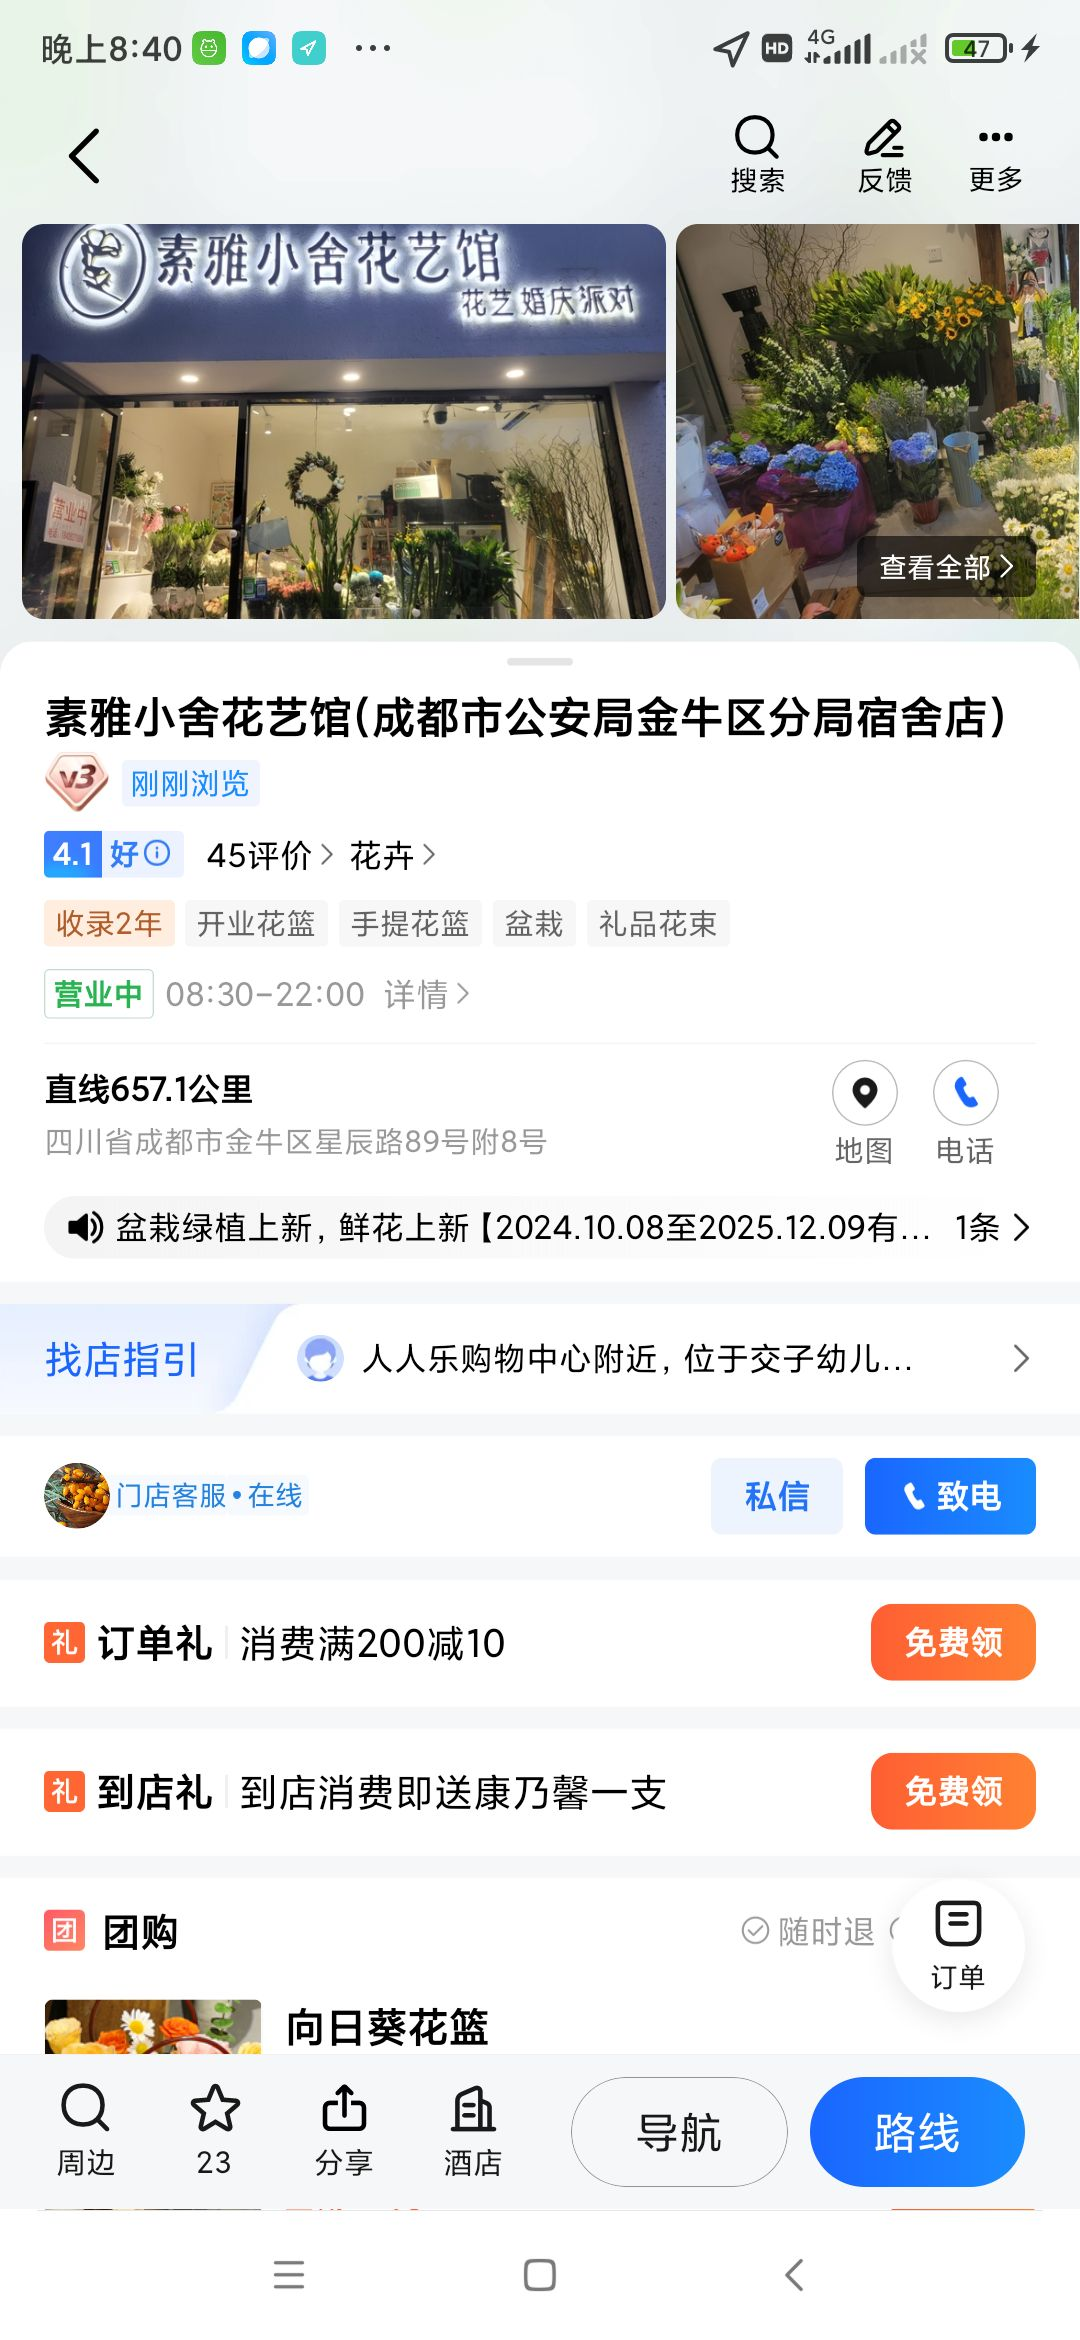 晚上8:40
HD
4G
47
搜索
反馈
更多
素雅小舍花艺馆
花艺 婚庆派对
营业中
查看全部
素雅小舍花艺馆(成都市公安局金牛区分局宿舍店)
V3
刚刚浏览
4.1 好
45评价
花卉
收录2年
开业花篮
手提花篮
盆栽
礼品花束
营业中 08:30-22:00 详情
直线657.1公里
四川省成都市金牛区星辰路89号附8号
地图
电话
盆栽绿植上新, 鲜花上新【2024.10.08至2025.12.09有... 1条
找店指引
人人乐购物中心附近, 位于交子幼儿...
门店客服•在线
私信
致电
礼 订单礼 消费满200减10
免费领
礼 到店礼 到店消费即送康乃馨一支
免费领
团 团购
随时退
订单
向日葵花篮
周边
23
分享
酒店
导航
路线